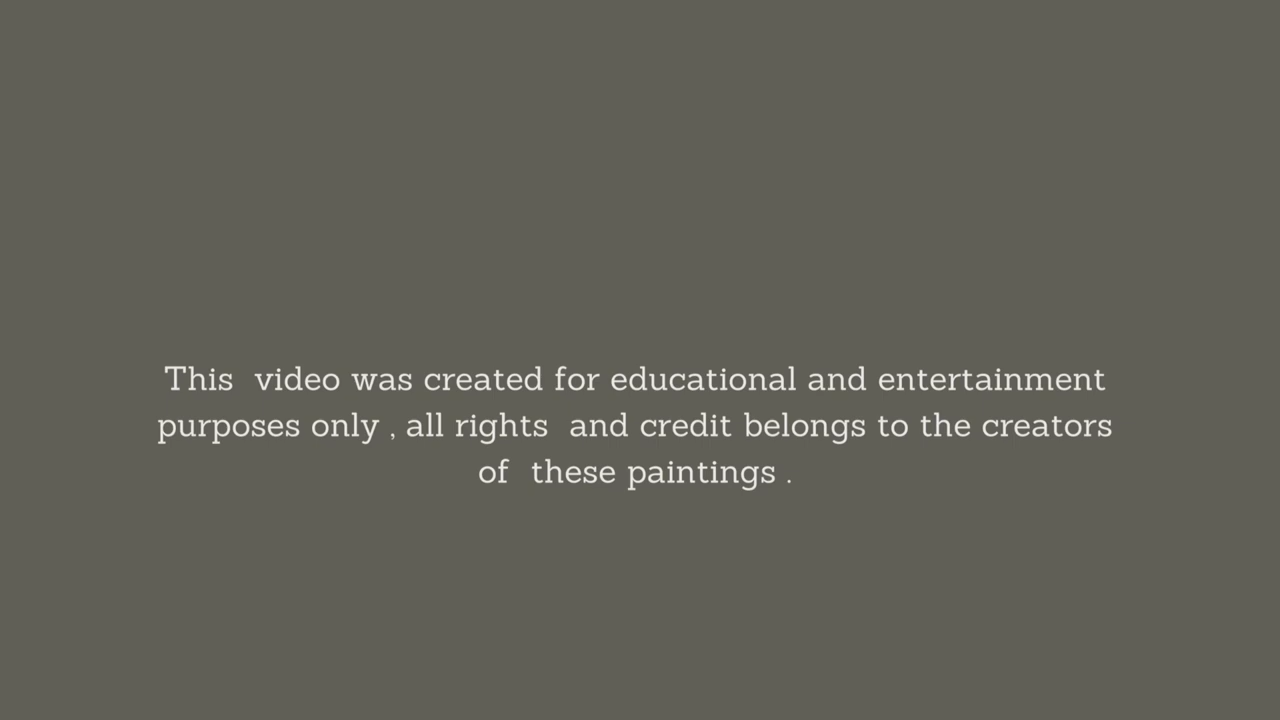 This  video was created for educational and entertainment
purposes only , all rights  and credit belongs to the creators
of  these paintings .